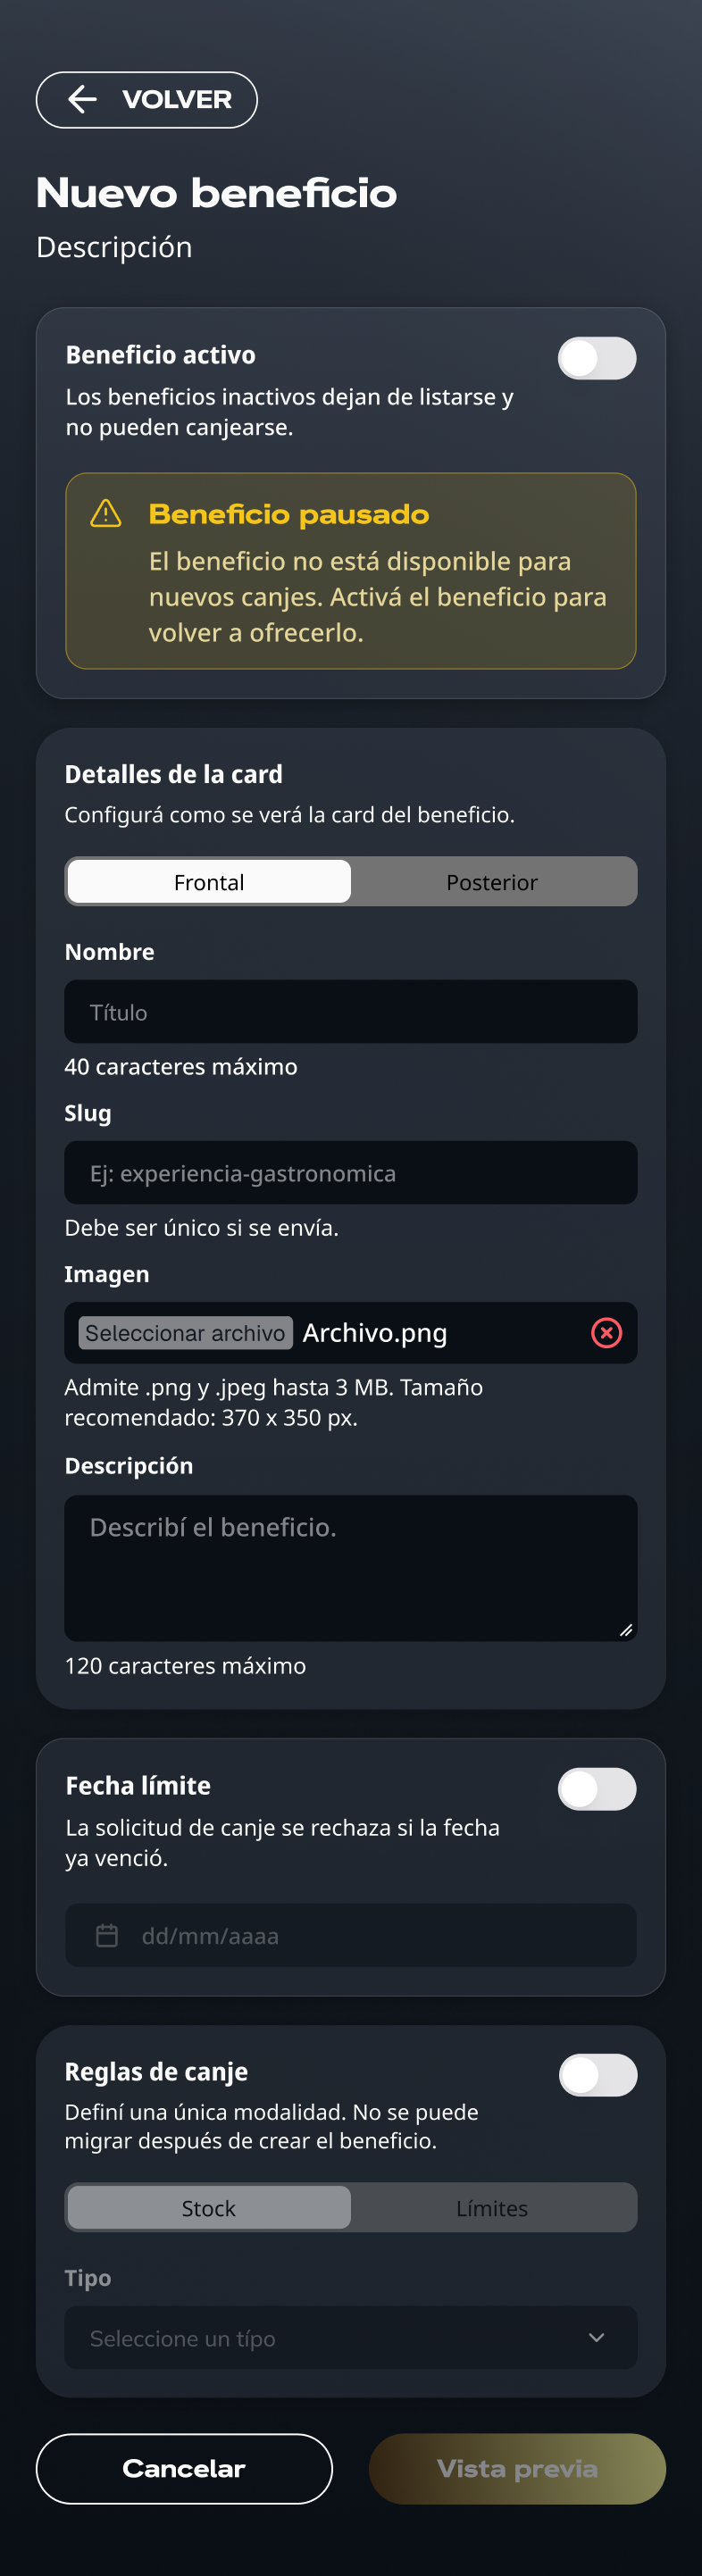 VOLVER
Nuevo beneficio
Descripción
Beneficio activo
Los beneficios inactivos dejan de listarse y
no pueden canjearse.
Beneficio pausado
El beneficio no está disponible para
nuevos canjes. Activá el beneficio para
volver a ofrecerlo.
Detalles de la card
Configurá como se verá la card del beneficio.
Frontal
Posterior
Nombre
Título
40 caracteres máximo
Slug
Ej: experiencia-gastronomica
Debe ser único si se envía.
Imagen
Seleccionar archivo Archivo.png
Admite .png y .jpeg hasta 3 MB. Tamaño
recomendado: 370 x 350 px.
Descripción
Describí el beneficio.
120 caracteres máximo
Fecha límite
La solicitud de canje se rechaza si la fecha
ya venció.
dd/mm/aaaa
Reglas de canje
Definí una única modalidad. No se puede
migrar después de crear el beneficio.
Stock
Límites
Tipo
Seleccione un típo
Cancelar
Vista previa